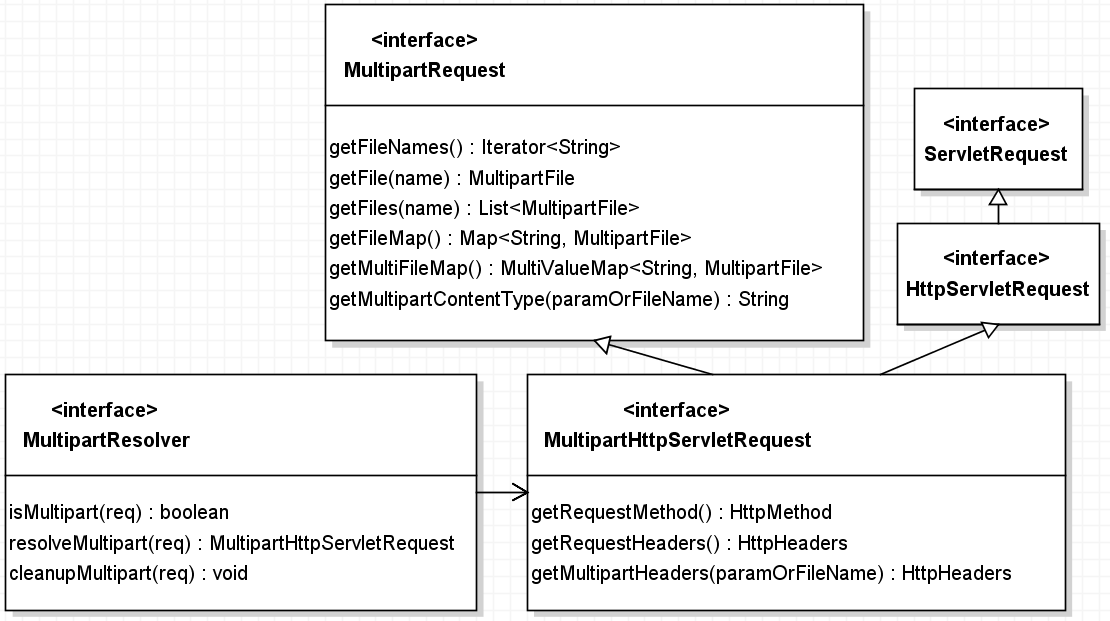 <interface>
MultipartRequest
getFileNames() : Iterator<String>
getFile(name) : MultipartFile
getFiles(name) : List<MultipartFile>
getFileMap() : Map<String, MultipartFile>
getMultiFileMap() : MultiValueMap<String, MultipartFile>
getMultipartContentType(paramOrFileName) : String
<interface>
ServletRequest
<interface>
HttpServletRequest
<interface>
MultipartResolver
isMultipart(req) : boolean
resolveMultipart(req) : MultipartHttpServletRequest
cleanupMultipart(req) : void
<interface>
MultipartHttpServletRequest
getRequestMethod() : HttpMethod
getRequestHeaders() : HttpHeaders
getMultipartHeaders(paramOrFileName) : HttpHeaders